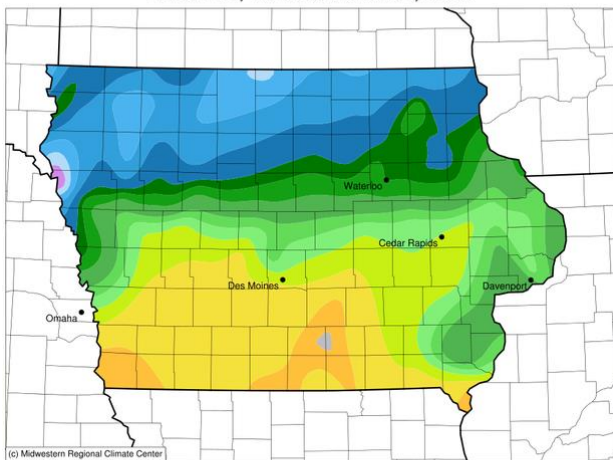 Waterloo
Cedar Rapids
Des Moines
Davenport
Omaha
(c) Midwestern Regional Climate Center